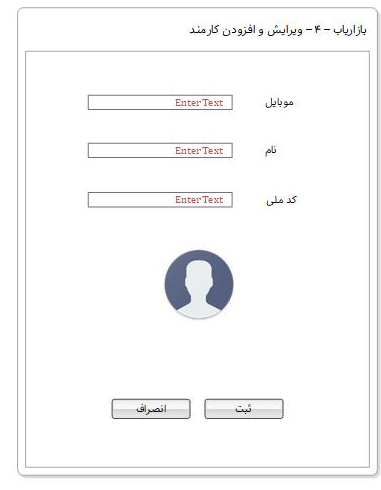 بازاریاب – ۴ – ویرایش و افزودن کارمند
موبایل EnterText
نام EnterText
کد ملی EnterText
ثبت انصراف